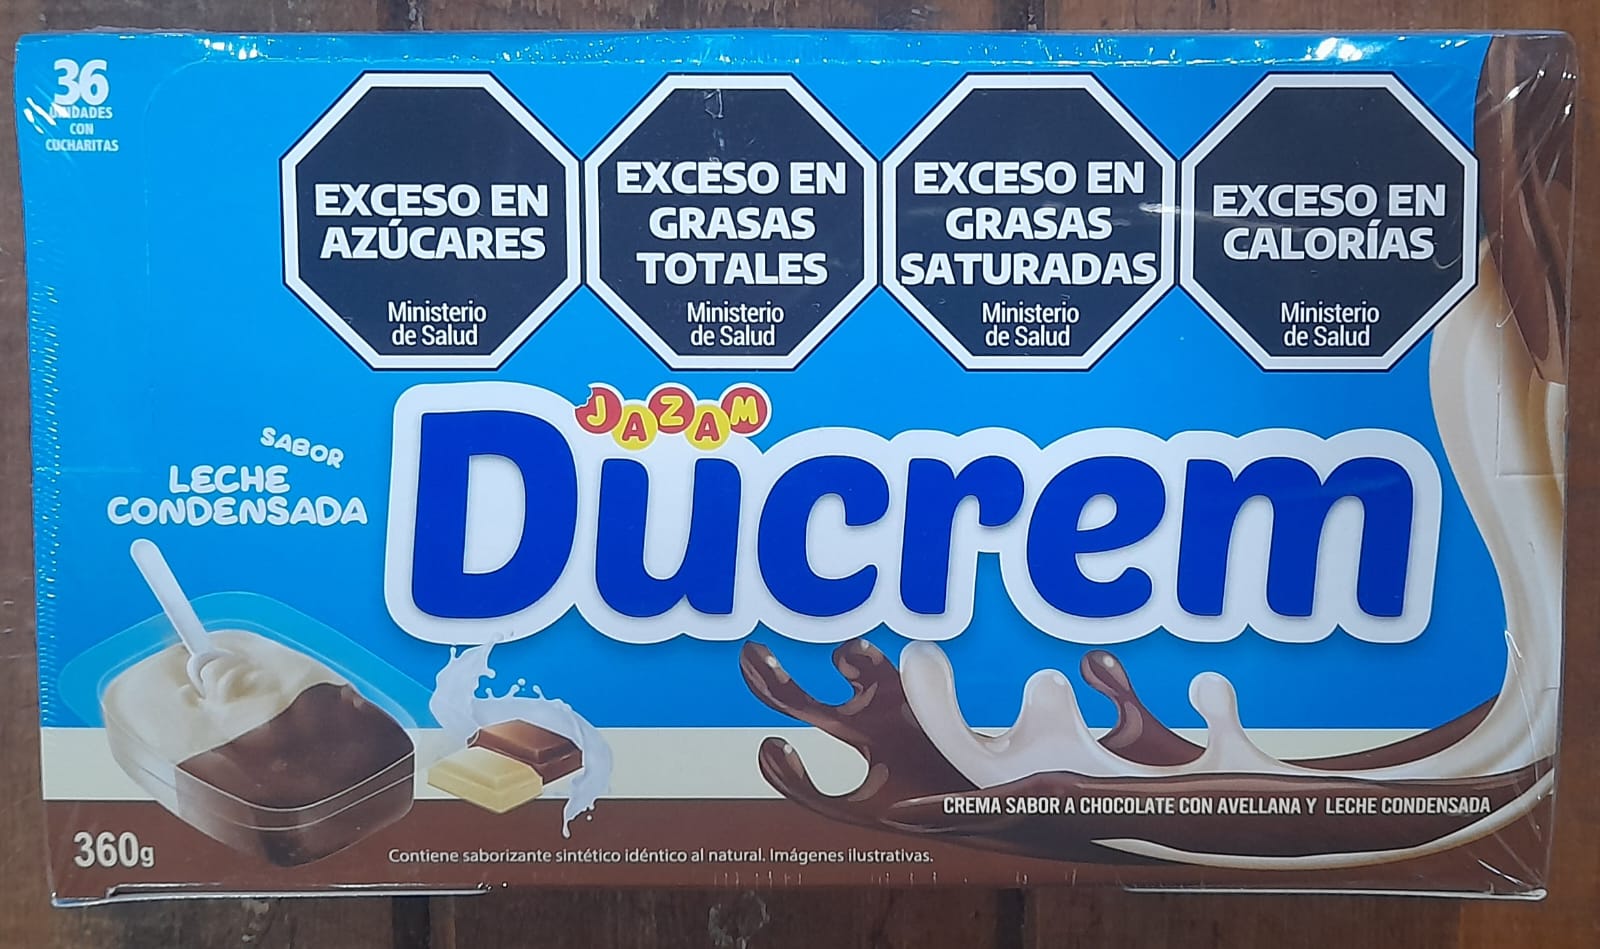 36
UNIDADES
CON
CUCHARITAS
EXCESO EN
AZÚCARES
Ministerio
de Salud
EXCESO EN
GRASAS
TOTALES
Ministerio
de Salud
EXCESO EN
GRASAS
SATURADAS
Ministerio
de Salud
EXCESO EN
CALORÍAS
Ministerio
de Salud
JAZAM
Ducrem
SABOR
LECHE
CONDENSADA
CREMA SABOR A CHOCOLATE CON AVELLANA Y LECHE CONDENSADA
360g
Contiene saborizante sintético idéntico al natural. Imágenes ilustrativas.